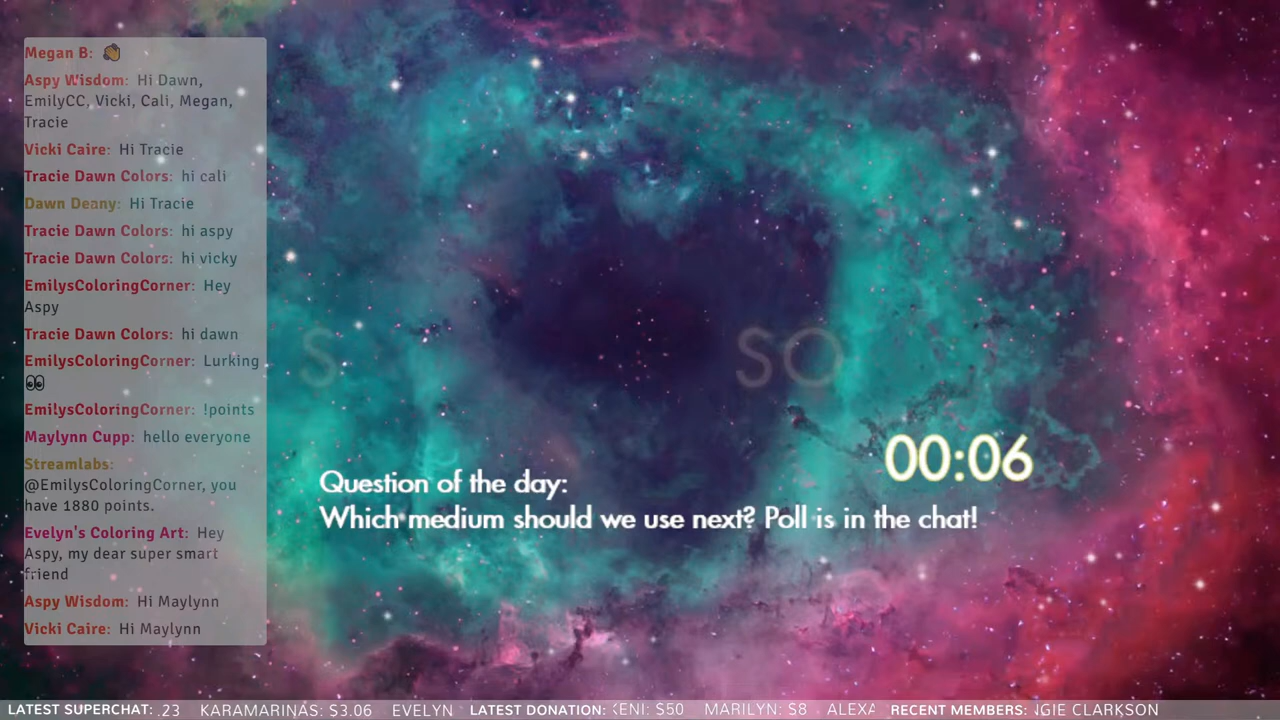 Megan B:
Aspy Wisdom: Hi Dawn,
EmilyCC, Vicki, Cali, Megan,
Tracie
Vicki Caire: Hi Tracie
Tracie Dawn Colors: hi cali
Dawn Deany: Hi Tracie
Tracie Dawn Colors: hi aspy
Tracie Dawn Colors: hi vicky
EmilysColoringCorner: Hey
Aspy
Tracie Dawn Colors: hi dawn
EmilysColoringCorner: Lurking
EmilysColoringCorner: !points
Maylynn Cupp: hello everyone
Streamlabs:
@EmilysColoringCorner, you
have 1880 points.
Evelyn's Coloring Art: Hey
Aspy, my dear super smart
friend
Aspy Wisdom: Hi Maylynn
Vicki Caire: Hi Maylynn
S SO
00:06
Question of the day:
Which medium should we use next? Poll is in the chat!
LATEST SUPERCHAT: .23 KARAMARINAS: $3.06 EVELYN LATEST DONATION: KENI: $50 MARILYN: $8 ALEXA RECENT MEMBERS: NGIE CLARKSON